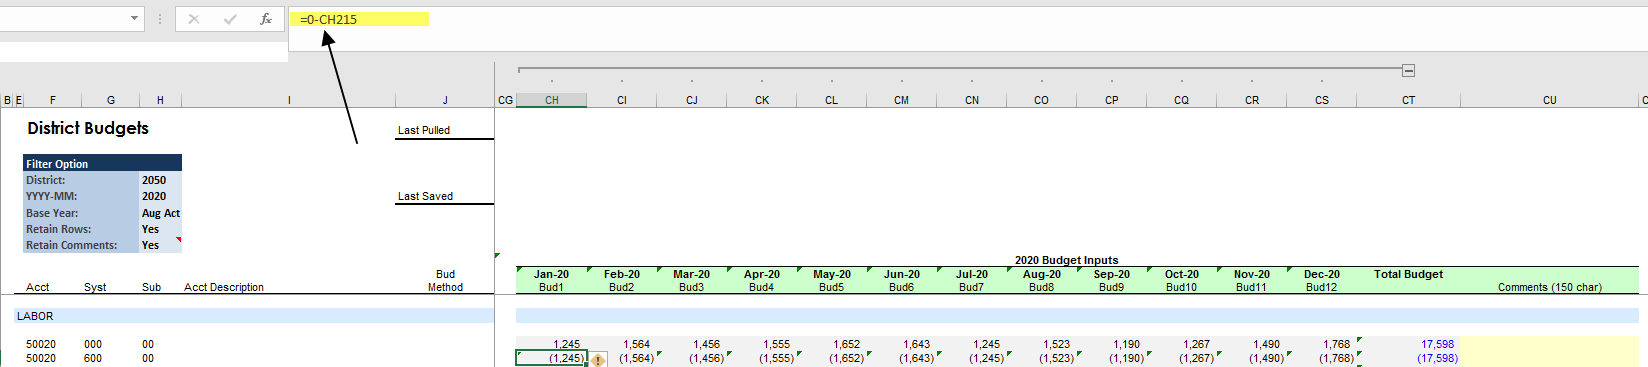 fx =0-CH215
B E F G H I J CG CH CI CJ CK CL CM CN CO CP CQ CR CS CT CU C
District Budgets
Last Pulled
Filter Option
District: 2050
YYYY-MM: 2020
Last Saved
Base Year: Aug Act
Retain Rows: Yes
Retain Comments: Yes
2020 Budget Inputs
Bud Jan-20 Feb-20 Mar-20 Apr-20 May-20 Jun-20 Jul-20 Aug-20 Sep-20 Oct-20 Nov-20 Dec-20 Total Budget
Acct Syst Sub Acct Description Method Bud1 Bud2 Bud3 Bud4 Bud5 Bud6 Bud7 Bud8 Bud9 Bud10 Bud11 Bud12 Comments (150 char)
LABOR
50020 000 00 1,245 1,564 1,456 1,555 1,652 1,643 1,245 1,523 1,190 1,267 1,490 1,768 17,598
50020 600 00 (1,245) (1,564) (1,456) (1,555) (1,652) (1,643) (1,245) (1,523) (1,190) (1,267) (1,490) (1,768) (17,598)